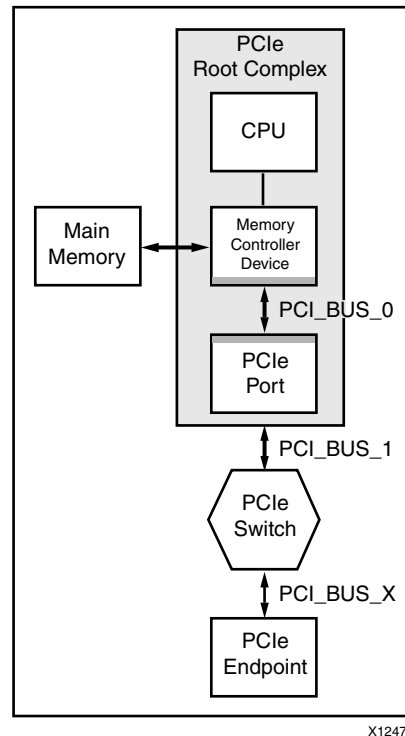 PCIe
Root Complex
CPU
Main
Memory
Memory
Controller
Device
PCI_BUS_0
PCIe
Port
PCI_BUS_1
PCIe
Switch
PCI_BUS_X
PCIe
Endpoint
X1247